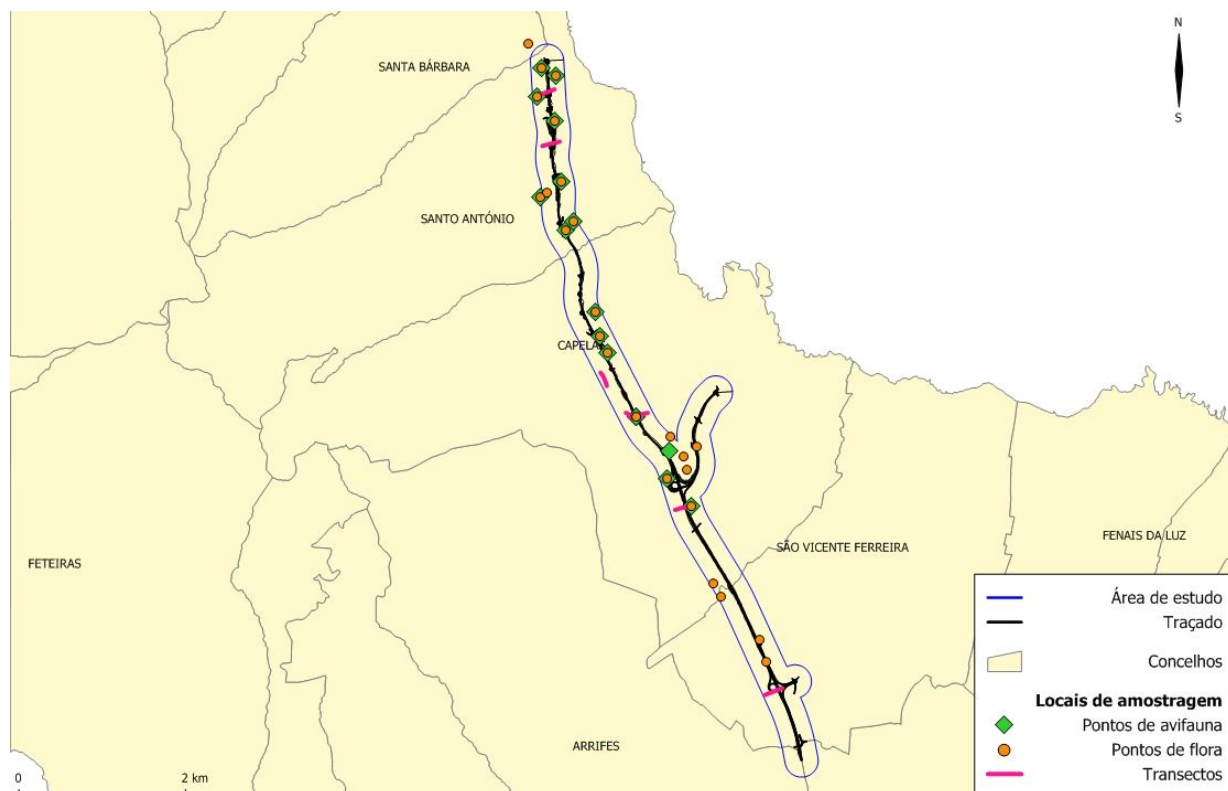 N
S
SANTA BÁRBARA
SANTO ANTÓNIO
CAPELA
SÃO VICENTE FERREIRA
FENAIS DA LUZ
FETEIRAS
ARRIFES
0 2 km
Área de estudo
Traçado
Concelhos
Locais de amostragem
Pontos de avifauna
Pontos de flora
Transectos